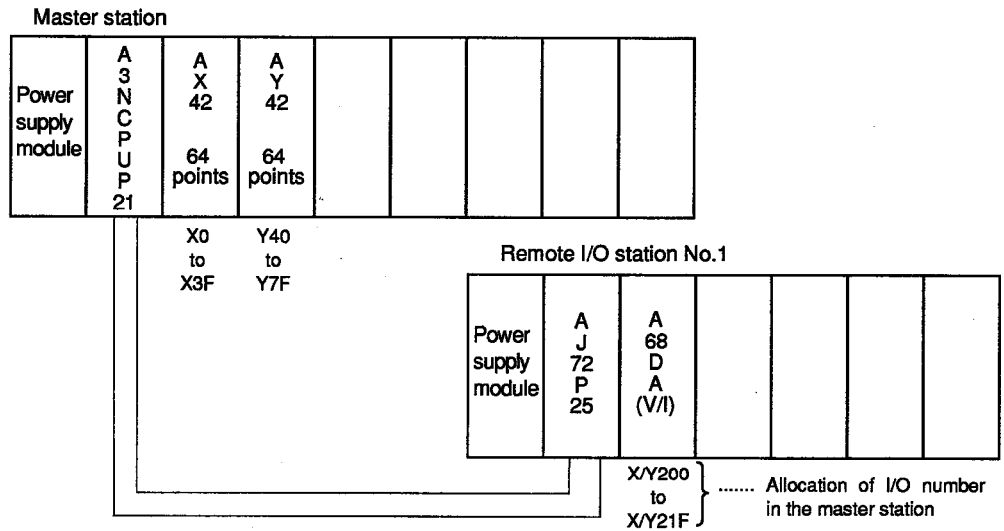 Master station
Power
supply
module
A
3
N
C
P
U
P
21
A
X
42
64
points
A
Y
42
64
points
X0
to
X3F
Y40
to
Y7F
Remote I/O station No.1
Power
supply
module
A
J
72
P
25
A
68
D
A
(V/I)
X/Y200
to
X/Y21F
....... Allocation of I/O number
in the master station